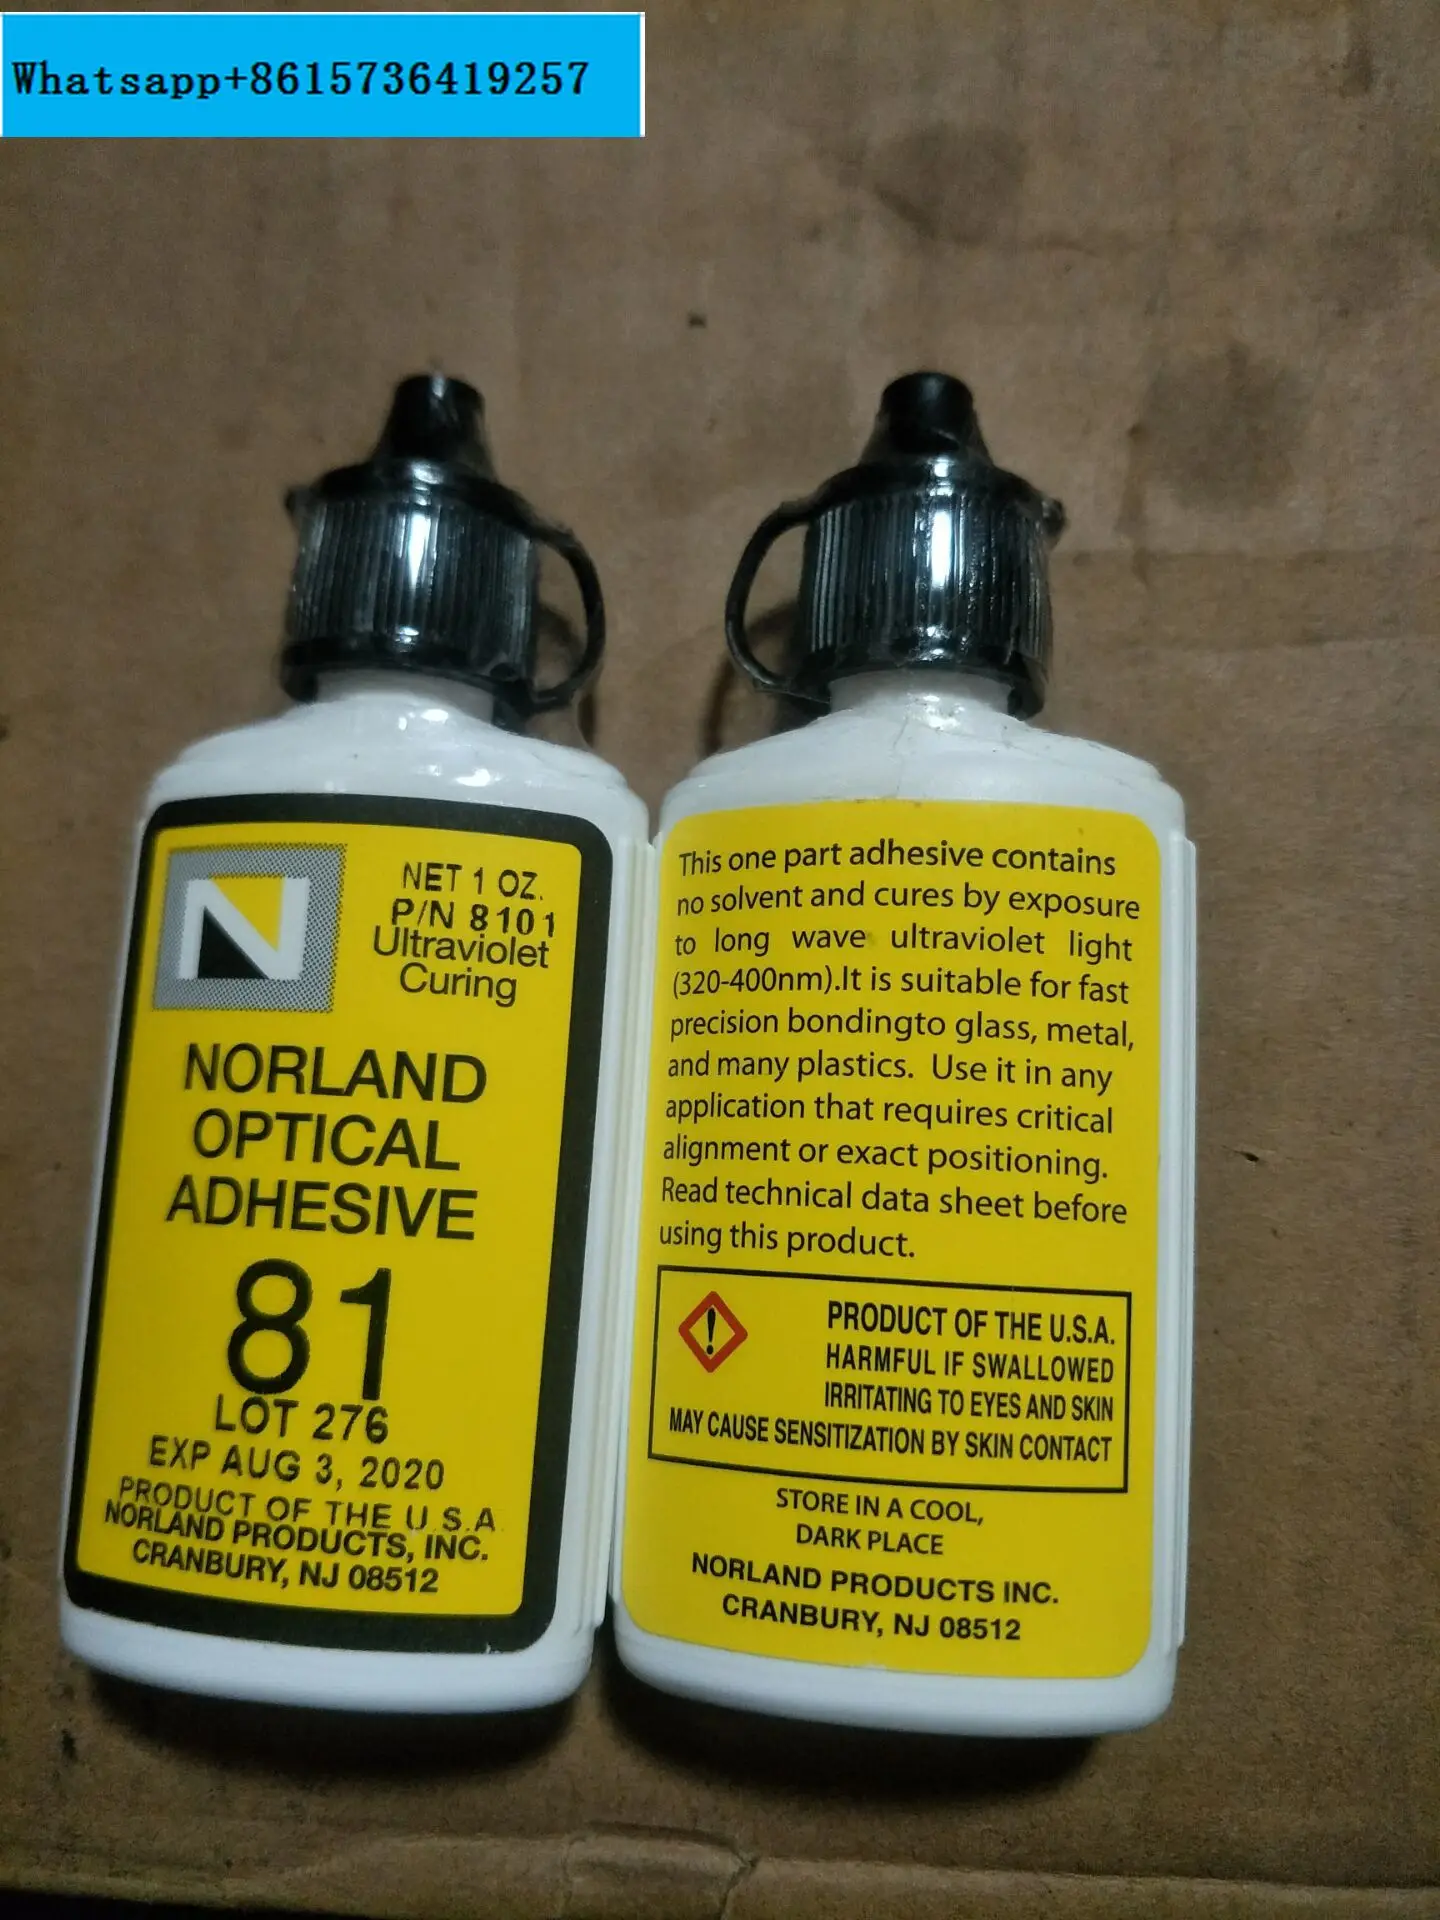 Whatsapp+8615736419257
N
NET 1 OZ.
P/N 8101
Ultraviolet
Curing
NORLAND
OPTICAL
ADHESIVE
81
LOT 276
EXP AUG 3, 2020
PRODUCT OF THE U.S.A.
NORLAND PRODUCTS, INC.
CRANBURY, NJ 08512
This one part adhesive contains
no solvent and cures by exposure
to long wave ultraviolet light
(320-400nm).It is suitable for fast
precision bondingto glass, metal,
and many plastics. Use it in any
application that requires critical
alignment or exact positioning.
Read technical data sheet before
using this product.
!
PRODUCT OF THE U.S.A.
HARMFUL IF SWALLOWED
IRRITATING TO EYES AND SKIN
MAY CAUSE SENSITIZATION BY SKIN CONTACT
STORE IN A COOL,
DARK PLACE
NORLAND PRODUCTS INC.
CRANBURY, NJ 08512